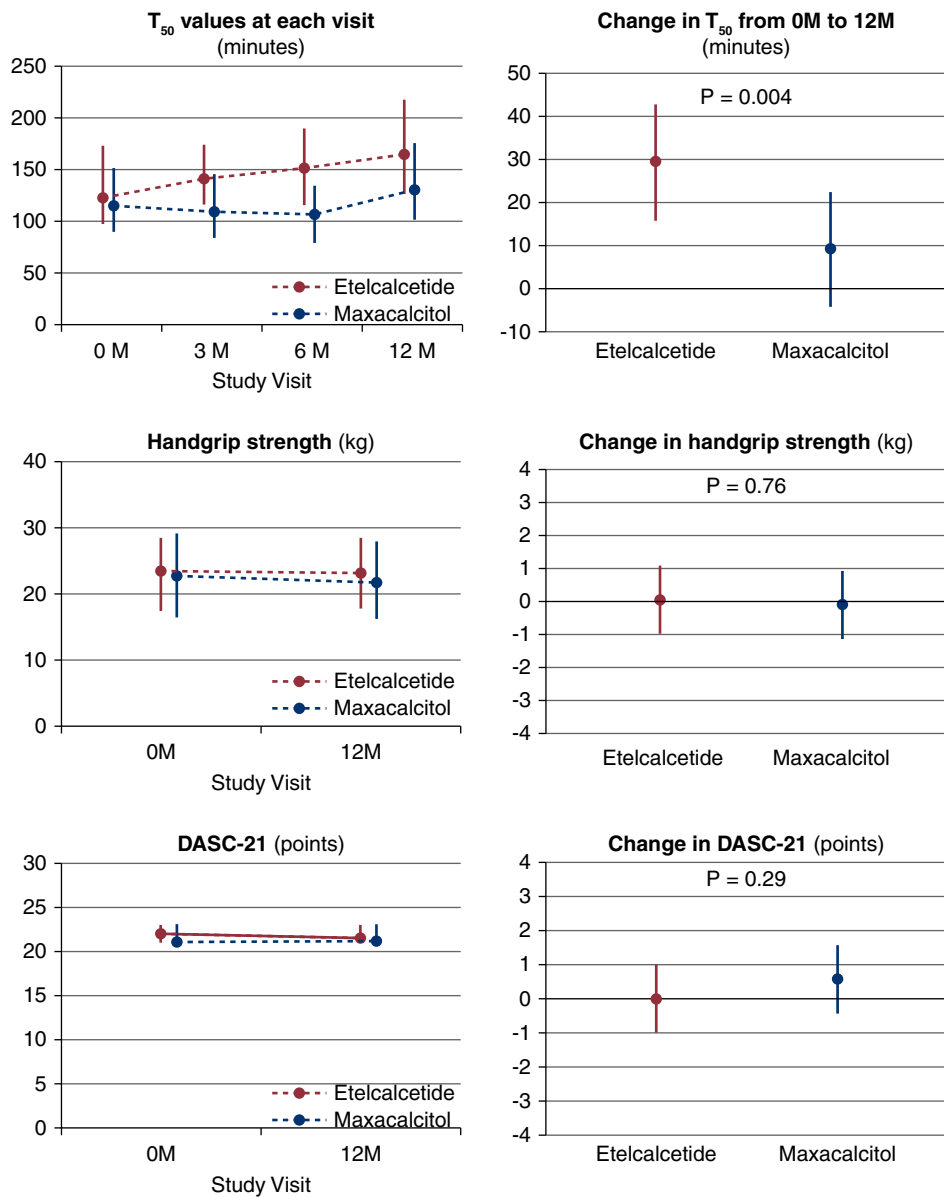 T50 values at each visit
(minutes)
250
200
150
100
50
0
Etelcalcetide
Maxacalcitol
0 M 3 M 6 M 12 M
Study Visit
Change in T50 from 0M to 12M
(minutes)
P = 0.004
50
40
30
20
10
0
-10
Etelcalcetide Maxacalcitol
Handgrip strength (kg)
40
30
20
10
0
Etelcalcetide
Maxacalcitol
0M 12M
Study Visit
Change in handgrip strength (kg)
P = 0.76
4
3
2
1
0
-1
-2
-3
-4
Etelcalcetide Maxacalcitol
DASC-21 (points)
30
25
20
15
10
5
0
Etelcalcetide
Maxacalcitol
0M 12M
Study Visit
Change in DASC-21 (points)
P = 0.29
4
3
2
1
0
-1
-2
-3
-4
Etelcalcetide Maxacalcitol